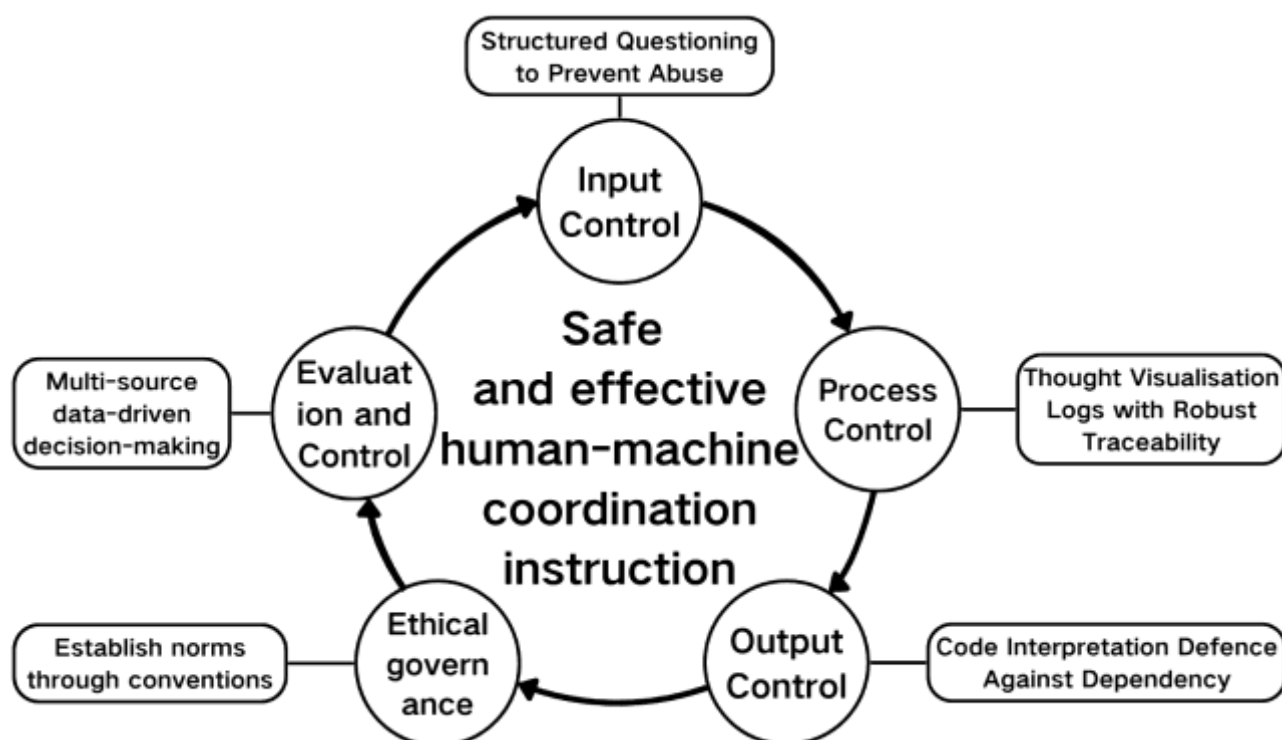 Structured Questioning
to Prevent Abuse
Input
Control
Safe
and effective
human-machine
coordination
instruction
Evaluat
ion and
Control
Multi-source
data-driven
decision-making
Process
Control
Thought Visualisation
Logs with Robust
Traceability
Ethical
govern
ance
Establish norms
through conventions
Output
Control
Code Interpretation Defence
Against Dependency